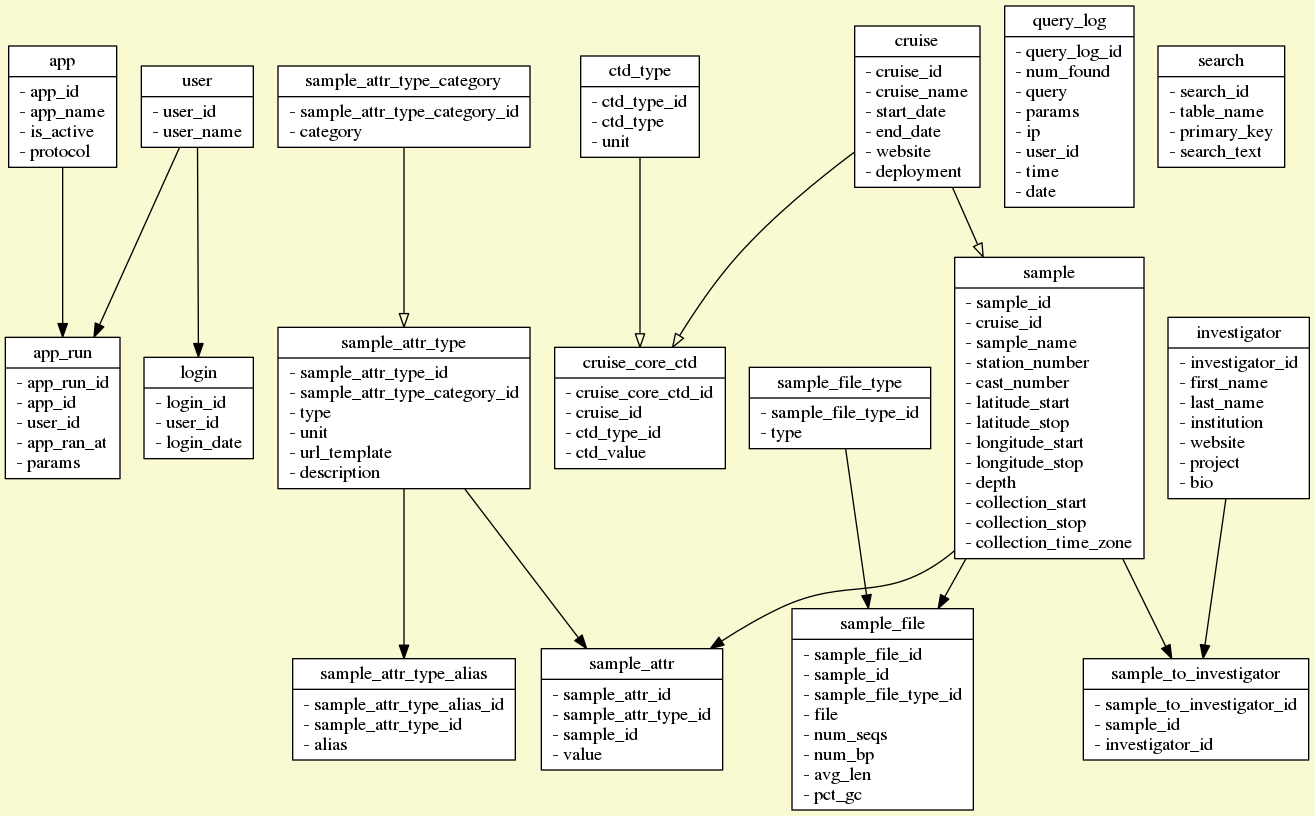 app
- app_id
- app_name
- is_active
- protocol
user
- user_id
- user_name
sample_attr_type_category
- sample_attr_type_category_id
- category
ctd_type
- ctd_type_id
- ctd_type
- unit
cruise
- cruise_id
- cruise_name
- start_date
- end_date
- website
- deployment
query_log
- query_log_id
- num_found
- query
- params
- ip
- user_id
- time
- date
search
- search_id
- table_name
- primary_key
- search_text
app_run
- app_run_id
- app_id
- user_id
- app_ran_at
- params
login
- login_id
- user_id
- login_date
sample_attr_type
- sample_attr_type_id
- sample_attr_type_category_id
- type
- unit
- url_template
- description
cruise_core_ctd
- cruise_core_ctd_id
- cruise_id
- ctd_type_id
- ctd_value
sample_file_type
- sample_file_type_id
- type
sample
- sample_id
- cruise_id
- sample_name
- station_number
- cast_number
- latitude_start
- latitude_stop
- longitude_start
- longitude_stop
- depth
- collection_start
- collection_stop
- collection_time_zone
investigator
- investigator_id
- first_name
- last_name
- institution
- website
- project
- bio
sample_attr_type_alias
- sample_attr_type_alias_id
- sample_attr_type_id
- alias
sample_attr
- sample_attr_id
- sample_attr_type_id
- sample_id
- value
sample_file
- sample_file_id
- sample_id
- sample_file_type_id
- file
- num_seqs
- num_bp
- avg_len
- pct_gc
sample_to_investigator
- sample_to_investigator_id
- sample_id
- investigator_id